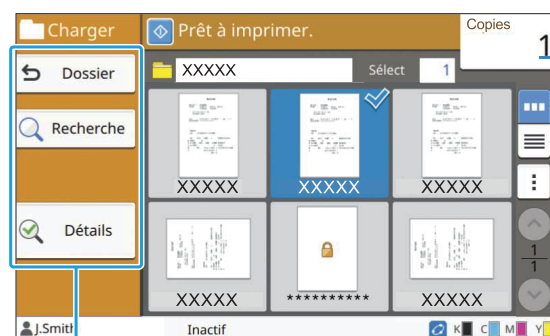 Charger
Prêt à imprimer.
Copies
1
Dossier
XXXXX
Sélect
1
Recherche
XXXXX
XXXXX
XXXXX
Détails
1
1
XXXXX
**********
XXXXX
J.Smith
Inactif
K
C
M
Y